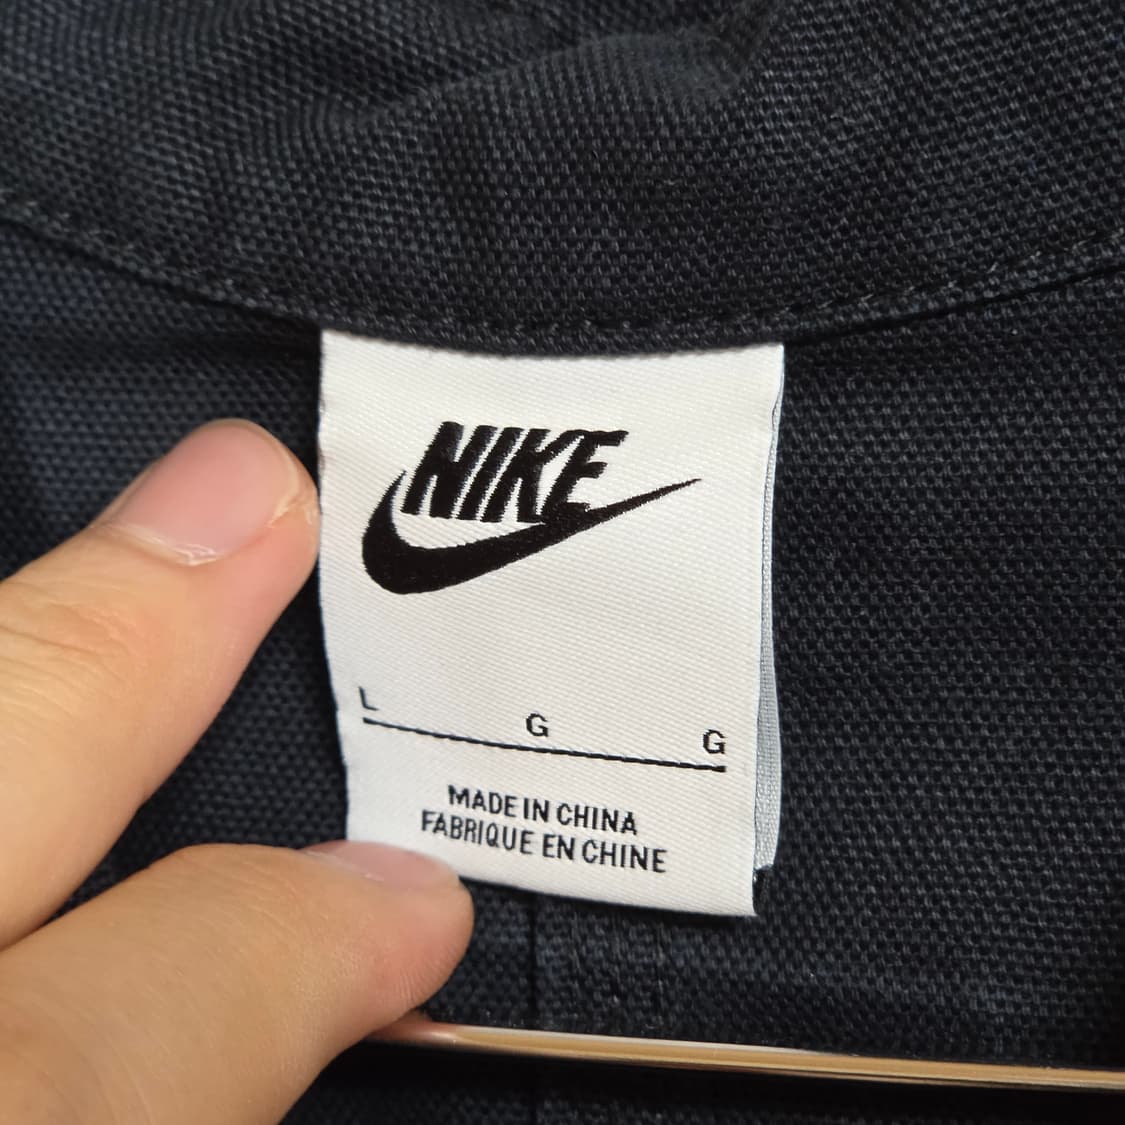 NIKE
L G G
MADE IN CHINA
FABRIQUE EN CHINE